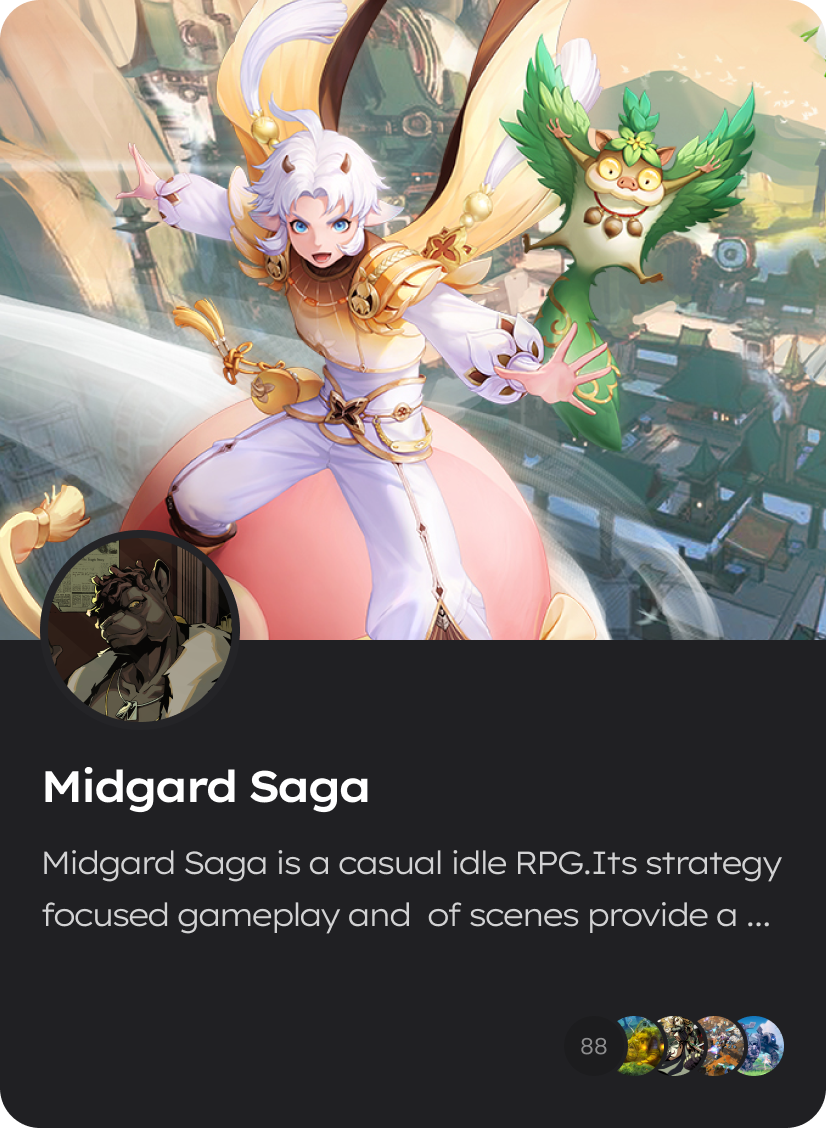 Midgard Saga
Midgard Saga is a casual idle RPG.Its strategy
focused gameplay and  of scenes provide a ...
88